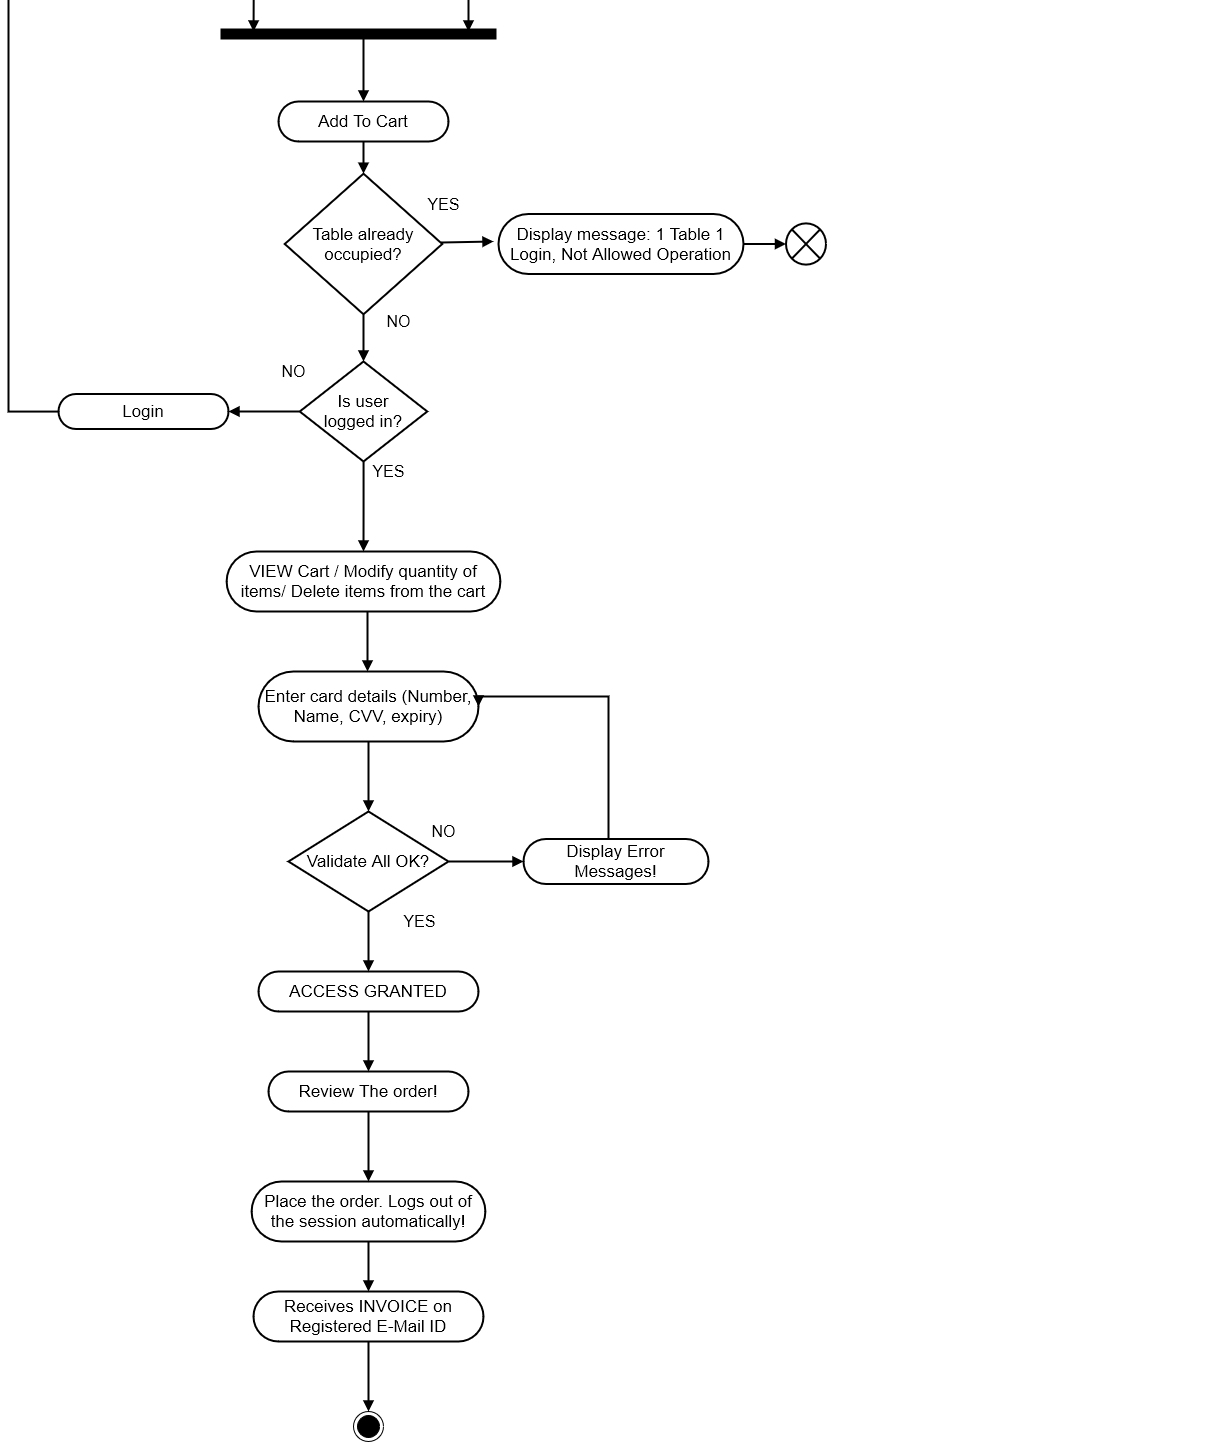 Add To Cart
YES
Table already
occupied?
Display message: 1 Table 1
Login, Not Allowed Operation
NO
NO
Is user
logged in?
Login
YES
VIEW Cart / Modify quantity of
items/ Delete items from the cart
Enter card details (Number,
Name, CVV, expiry)
NO
Validate All OK?
Display Error
Messages!
YES
ACCESS GRANTED
Review The order!
Place the order. Logs out of
the session automatically!
Receives INVOICE on
Registered E-Mail ID